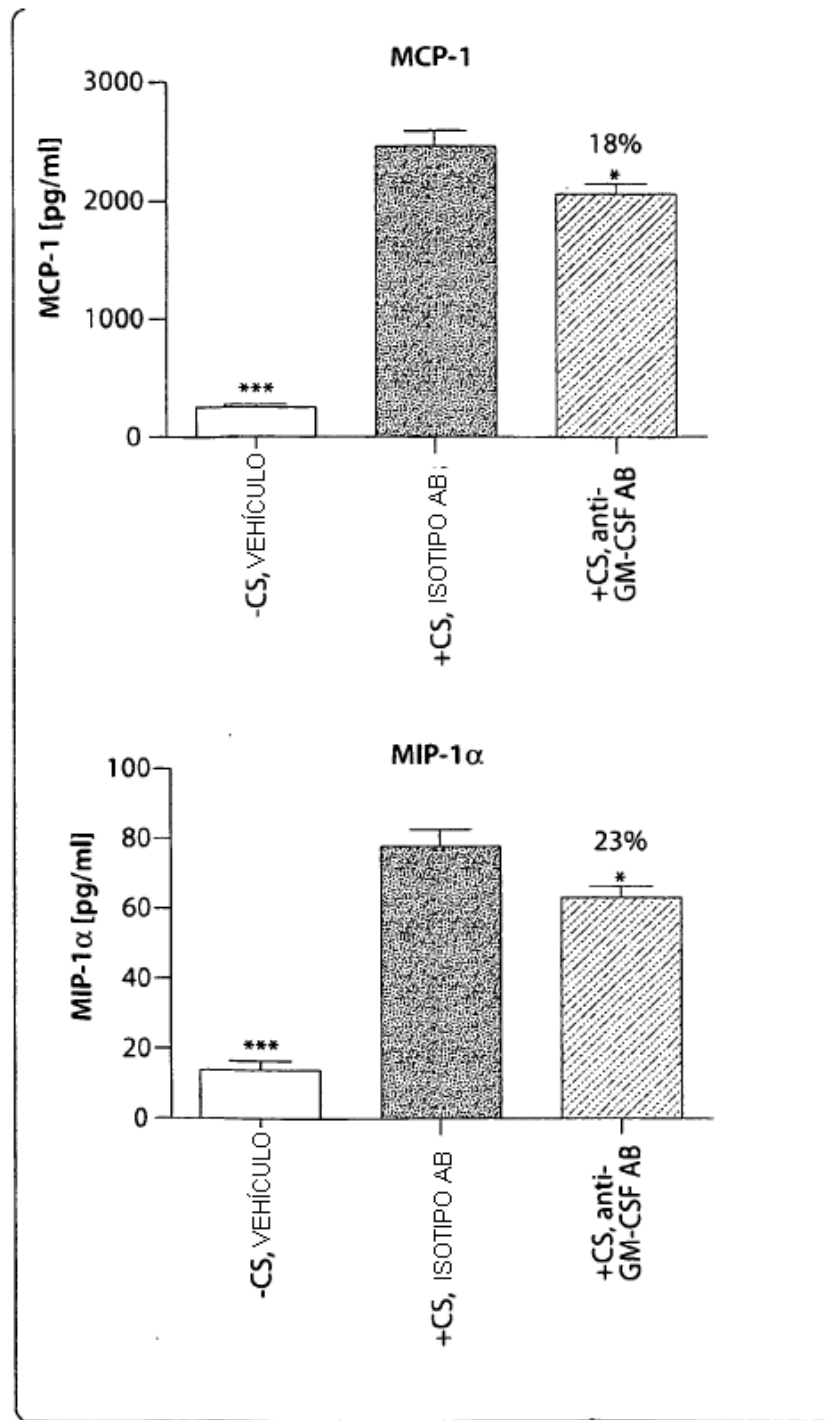 MCP-1
MCP-1 [pg/ml]
3000
2000
1000
0
***
18%
*
-CS, VEHÍCULO
+CS, ISOTIPO AB;
+CS, anti-
GM-CSF AB
MIP-1α
MIP-1α [pg/ml]
100
80
60
40
20
0
***
23%
*
-CS, VEHÍCULO
+CS, ISOTIPO AB
+CS, anti-
GM-CSF AB